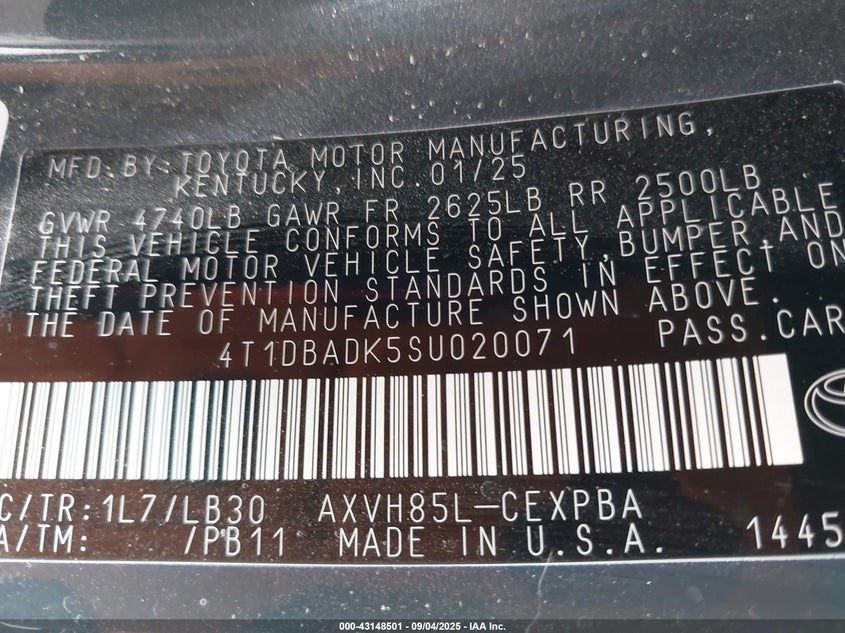 MFD. BY: TOYOTA MOTOR MANUFACTURING,
KENTUCKY, INC. 01/25
GVWR 4740LB GAWR FR 2625LB RR 2500LB
THIS VEHICLE CONFORMS TO ALL APPLICABLE
FEDERAL MOTOR VEHICLE SAFETY, BUMPER, AND
THEFT PREVENTION STANDARDS IN EFFECT ON
THE DATE OF MANUFACTURE SHOWN ABOVE.
4T1DBADK5SU020071 PASS. CAR
C/TR: 1L7/LB30 AXVH85L-CEXPBA
A/TM: /PB11 MADE IN U.S.A. 1445
000-43148501 - 09/04/2025 - IAA Inc.